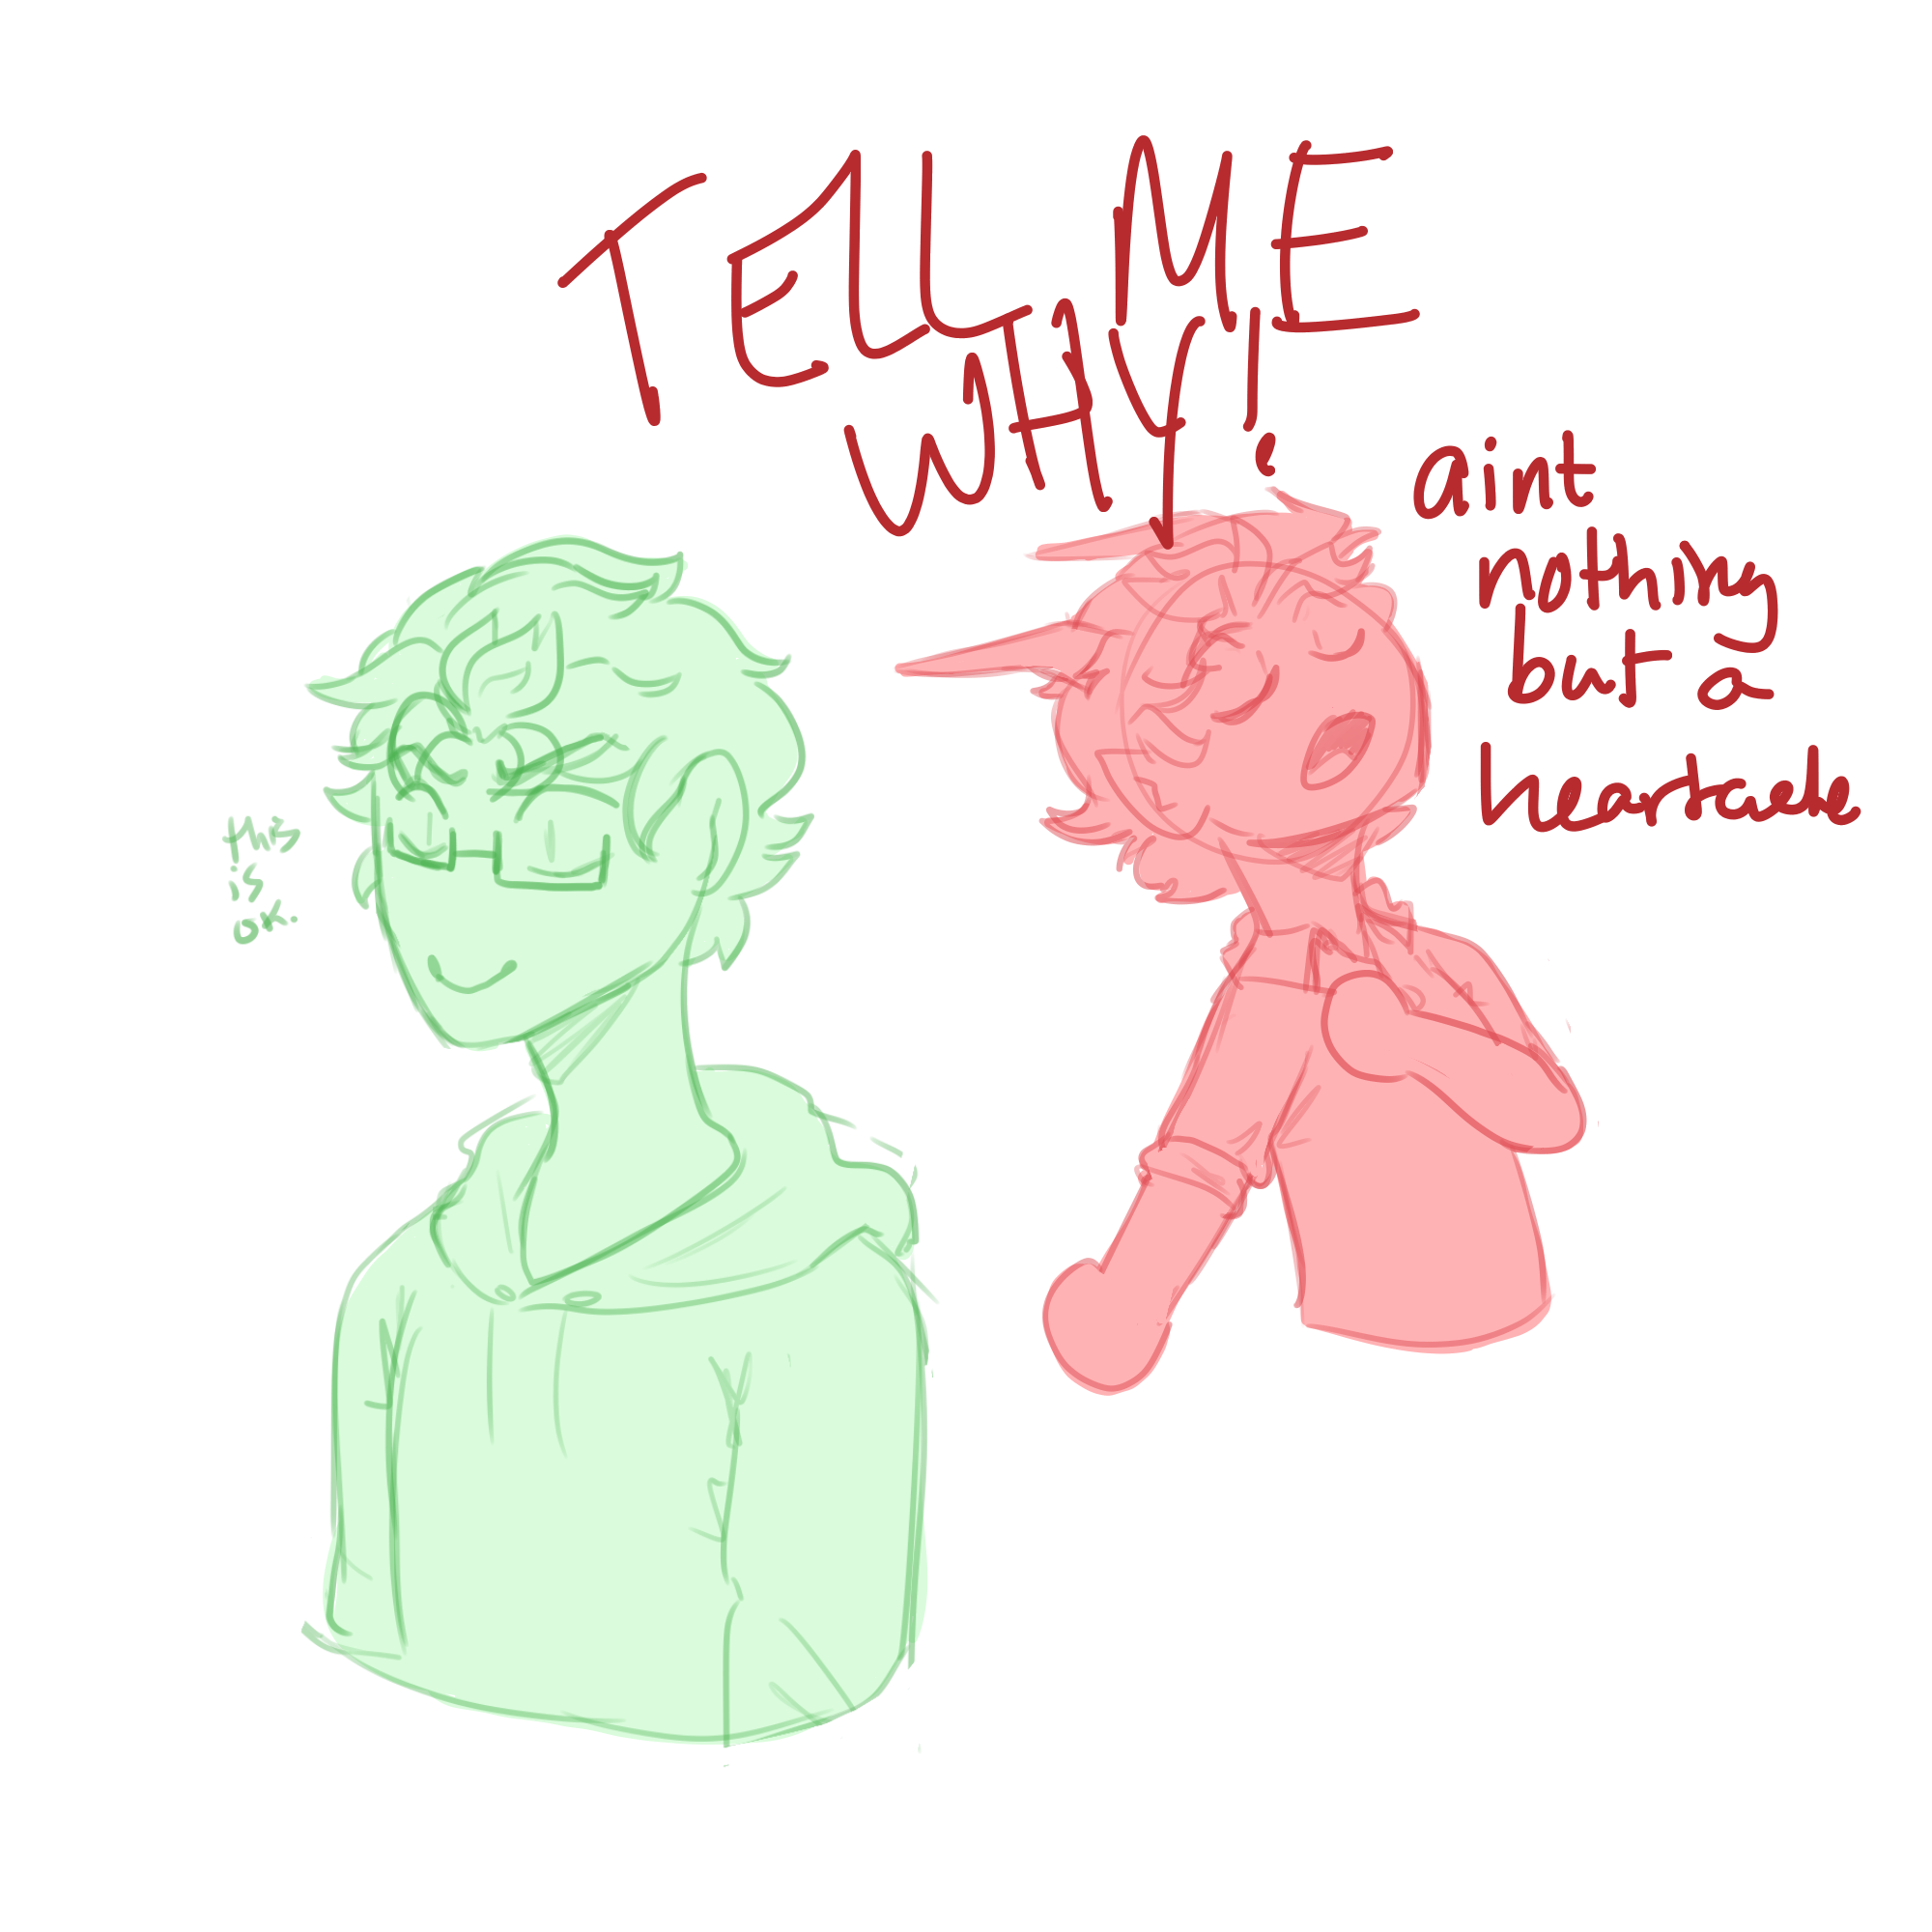 TELL ME
WHY!
aint
nothing
but a
heartache
this
is
ok.